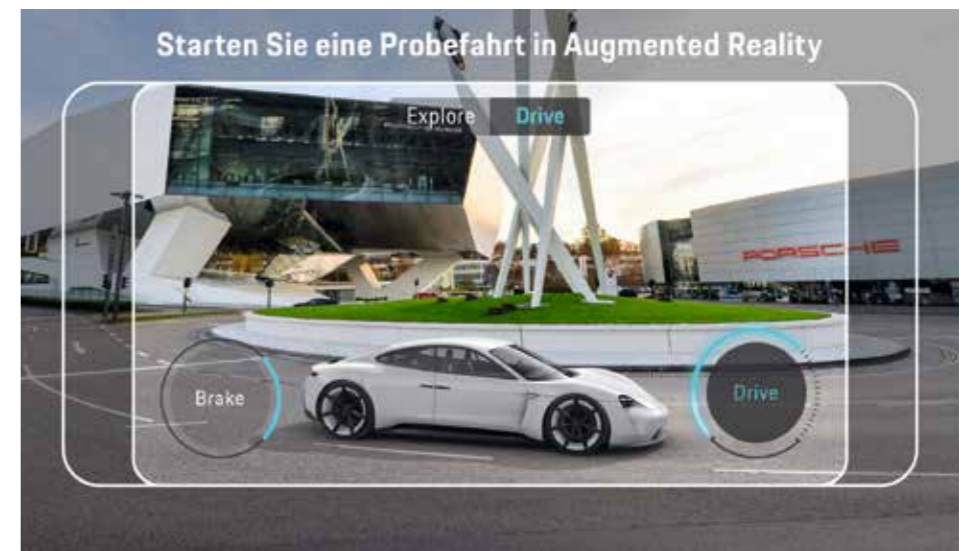 Starten Sie eine Probefahrt in Augmented Reality
Explore
Drive
PORSCHE
Brake
Drive